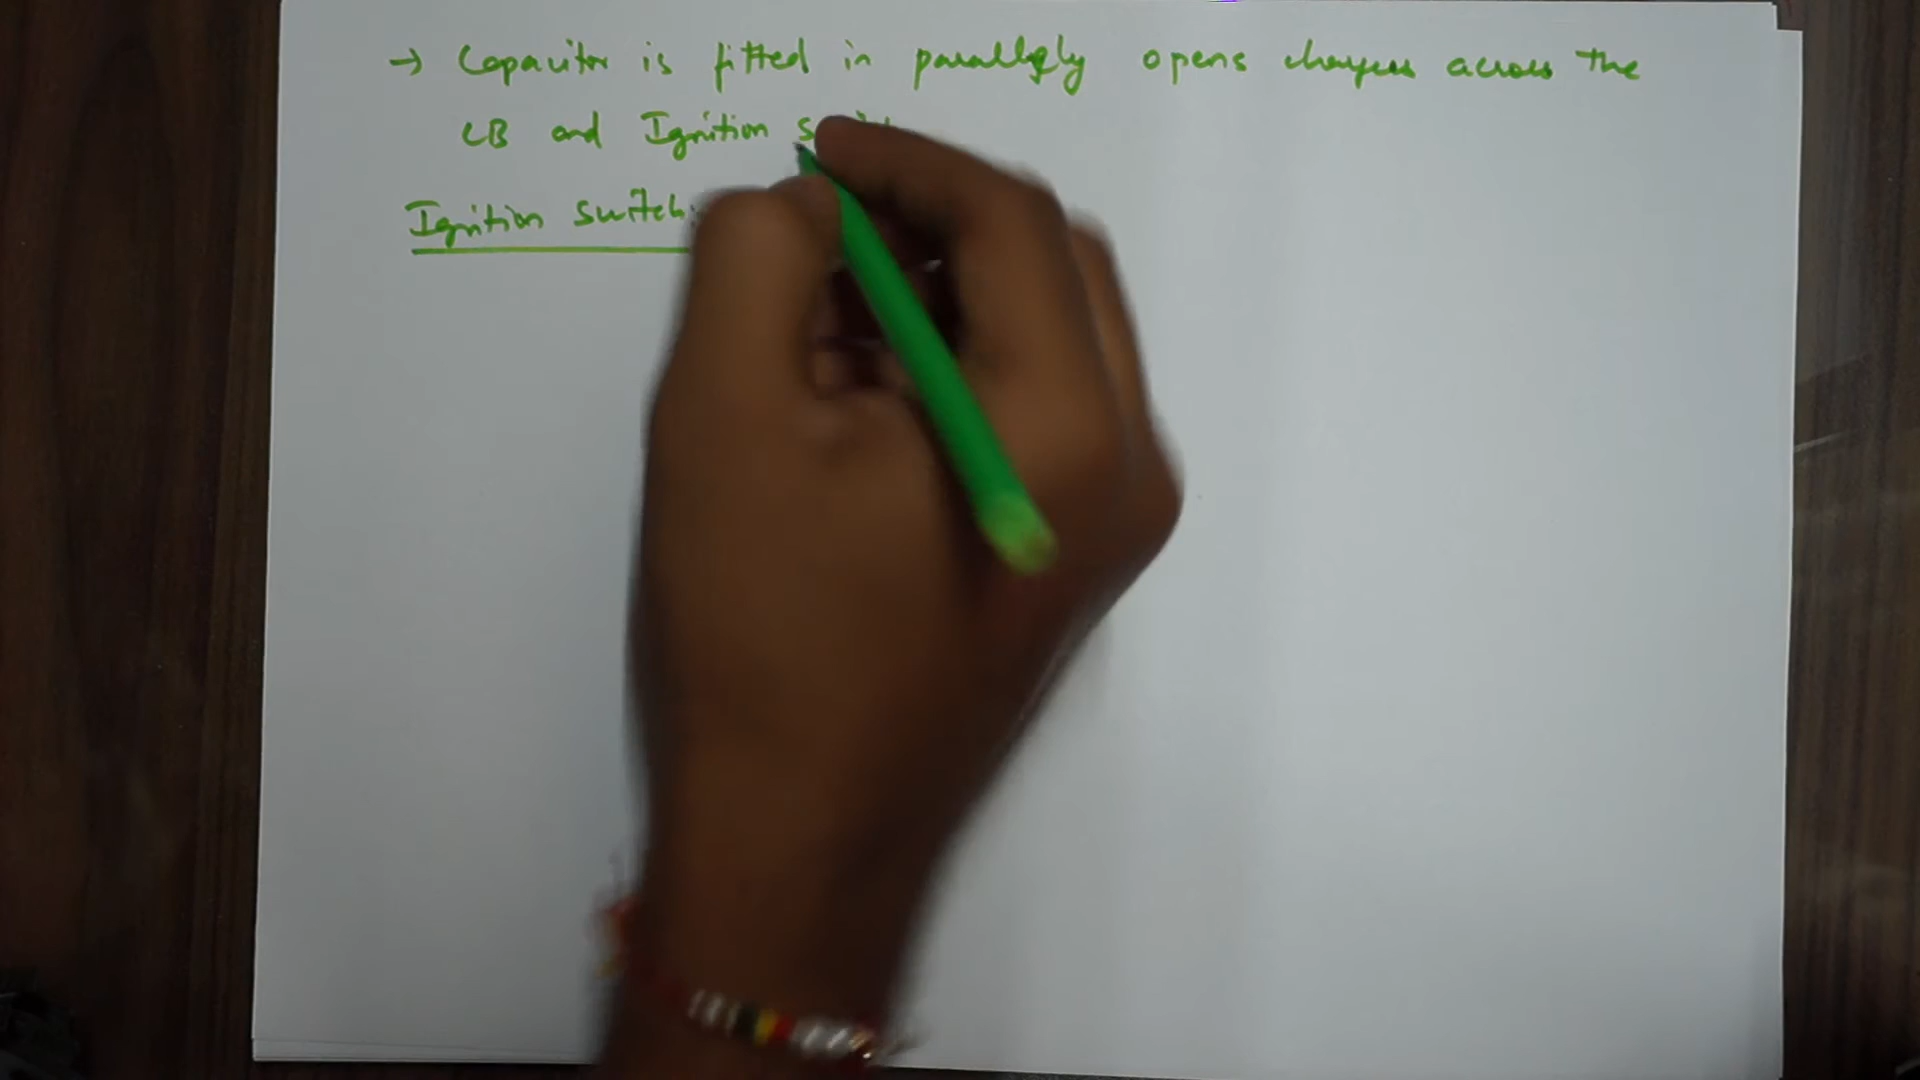 → Capacitor is fitted in parallely opens charges across the
CB and Ignition
Ignition switch: